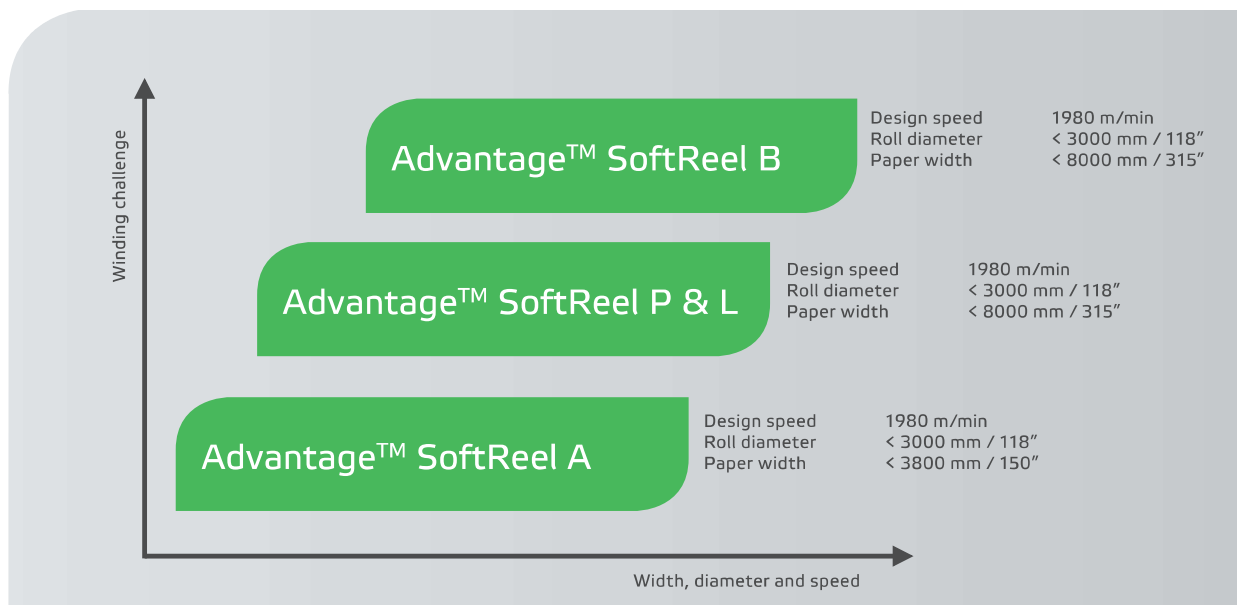 Winding challenge
Advantage™ SoftReel B
Design speed 1980 m/min
Roll diameter < 3000 mm / 118”
Paper width < 8000 mm / 315”
Advantage™ SoftReel P & L
Design speed 1980 m/min
Roll diameter < 3000 mm / 118”
Paper width < 8000 mm / 315”
Advantage™ SoftReel A
Design speed 1980 m/min
Roll diameter < 3000 mm / 118”
Paper width < 3800 mm / 150”
Width, diameter and speed